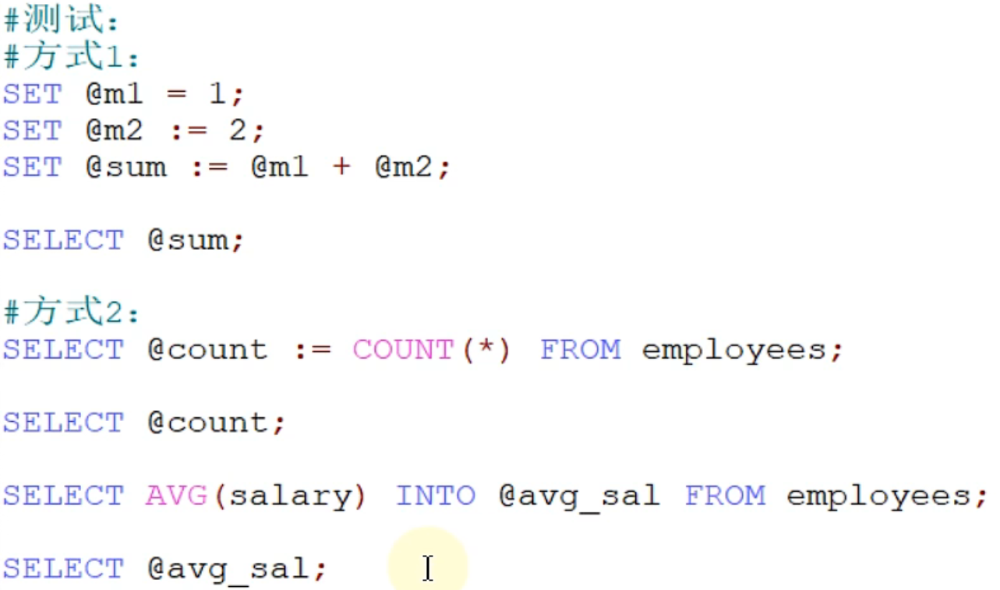 #测试：
#方式1：
SET @m1 = 1;
SET @m2 := 2;
SET @sum := @m1 + @m2;
SELECT @sum;
#方式2：
SELECT @count := COUNT(*) FROM employees;
SELECT @count;
SELECT AVG(salary) INTO @avg_sal FROM employees;
SELECT @avg_sal;